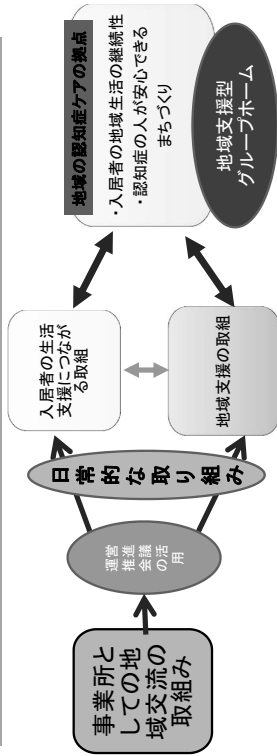 事業所と
しての地
域交流の
取組み
運営
推進
会議
の活
用
日常的な取り組み
入居者の生活
支援につなが
る取組
地域支援の取組
地域の認知症ケアの拠点
・入居者の地域生活の継続性
・認知症の人が安心できる
まちづくり
地域支援型
グループホーム